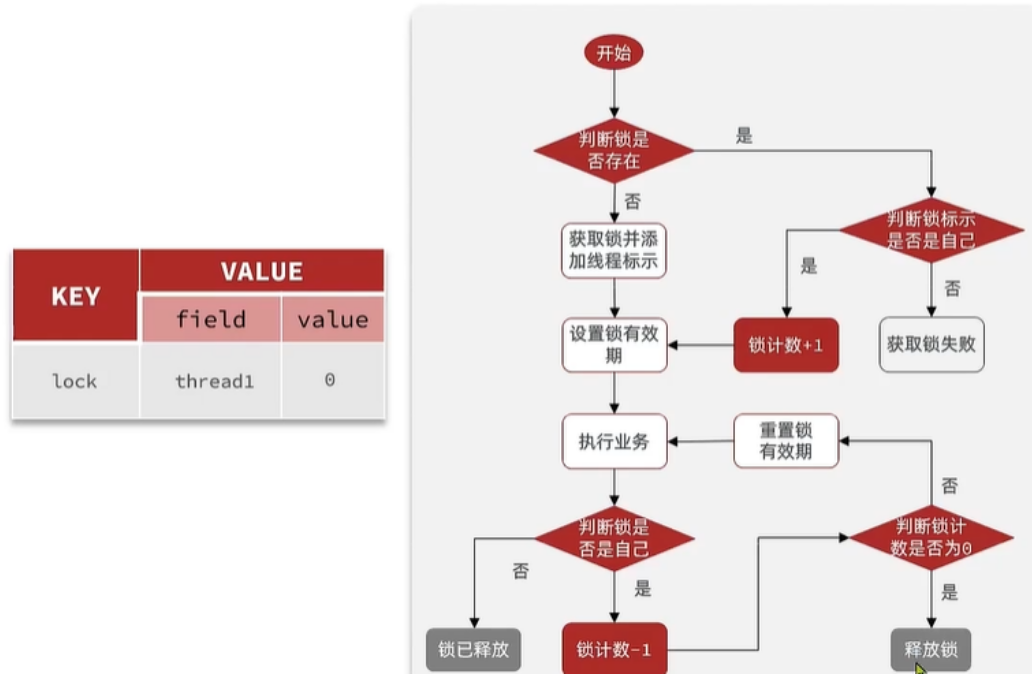 KEY
VALUE
field
value
lock
thread1
0
开始
判断锁是
否存在
是
否
判断锁标示
是否是自己
获取锁并添
加线程标示
是
否
设置锁有效
期
锁计数+1
获取锁失败
执行业务
重置锁
有效期
否
判断锁是
否是自己
判断锁计
数是否为0
否
是
是
锁已释放
锁计数-1
释放锁